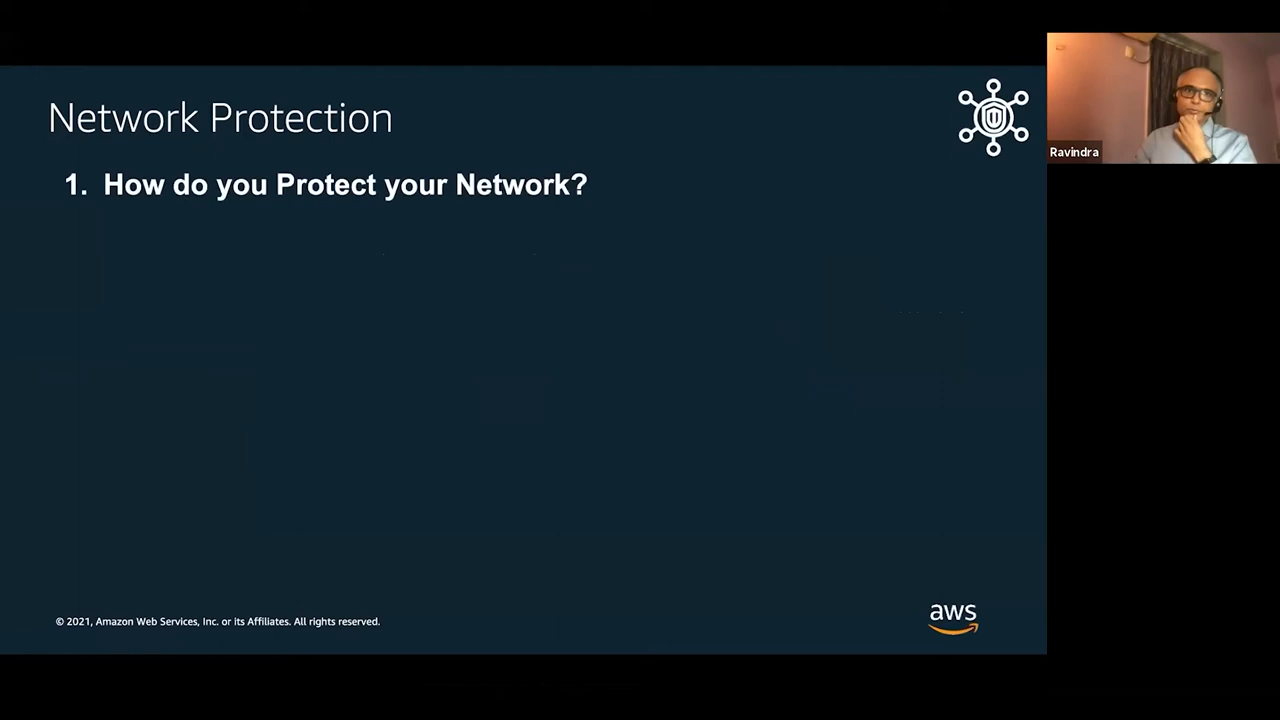 Network Protection
1. How do you Protect your Network?
Ravindra
© 2021, Amazon Web Services, Inc. or its Affiliates. All rights reserved.
aws